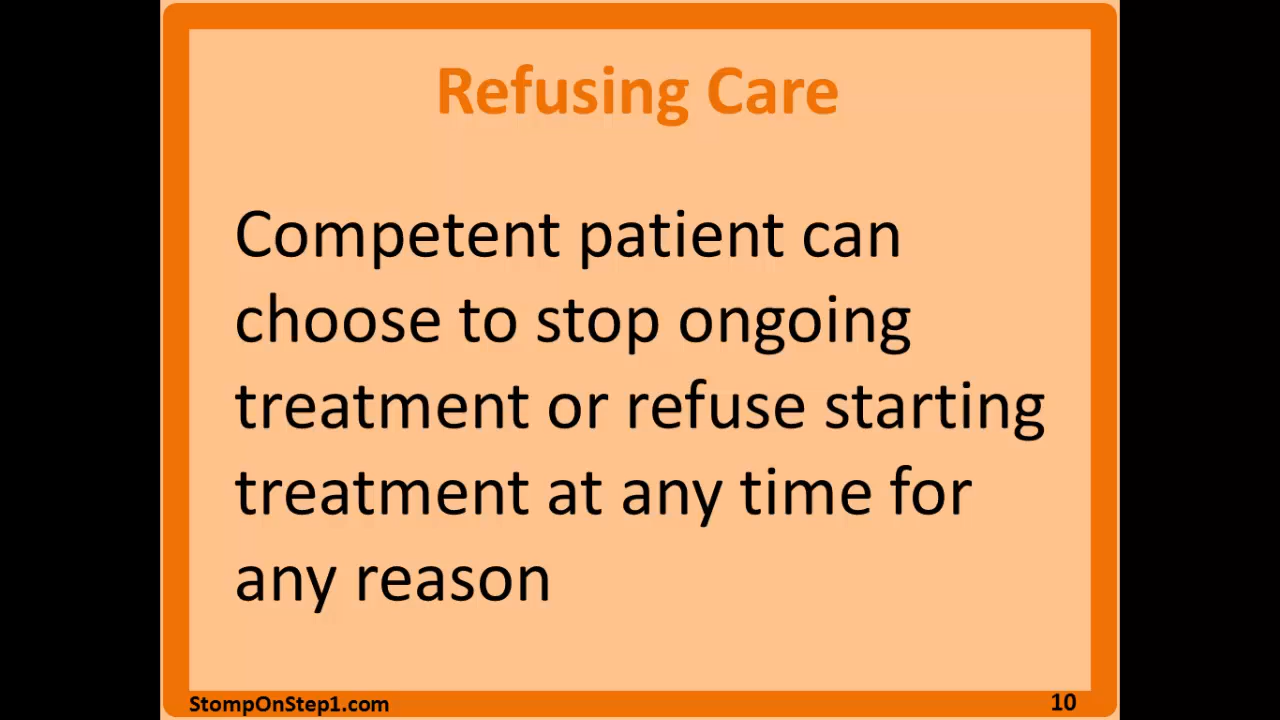 Refusing Care
Competent patient can
choose to stop ongoing
treatment or refuse starting
treatment at any time for
any reason
StompOnStep1.com
10